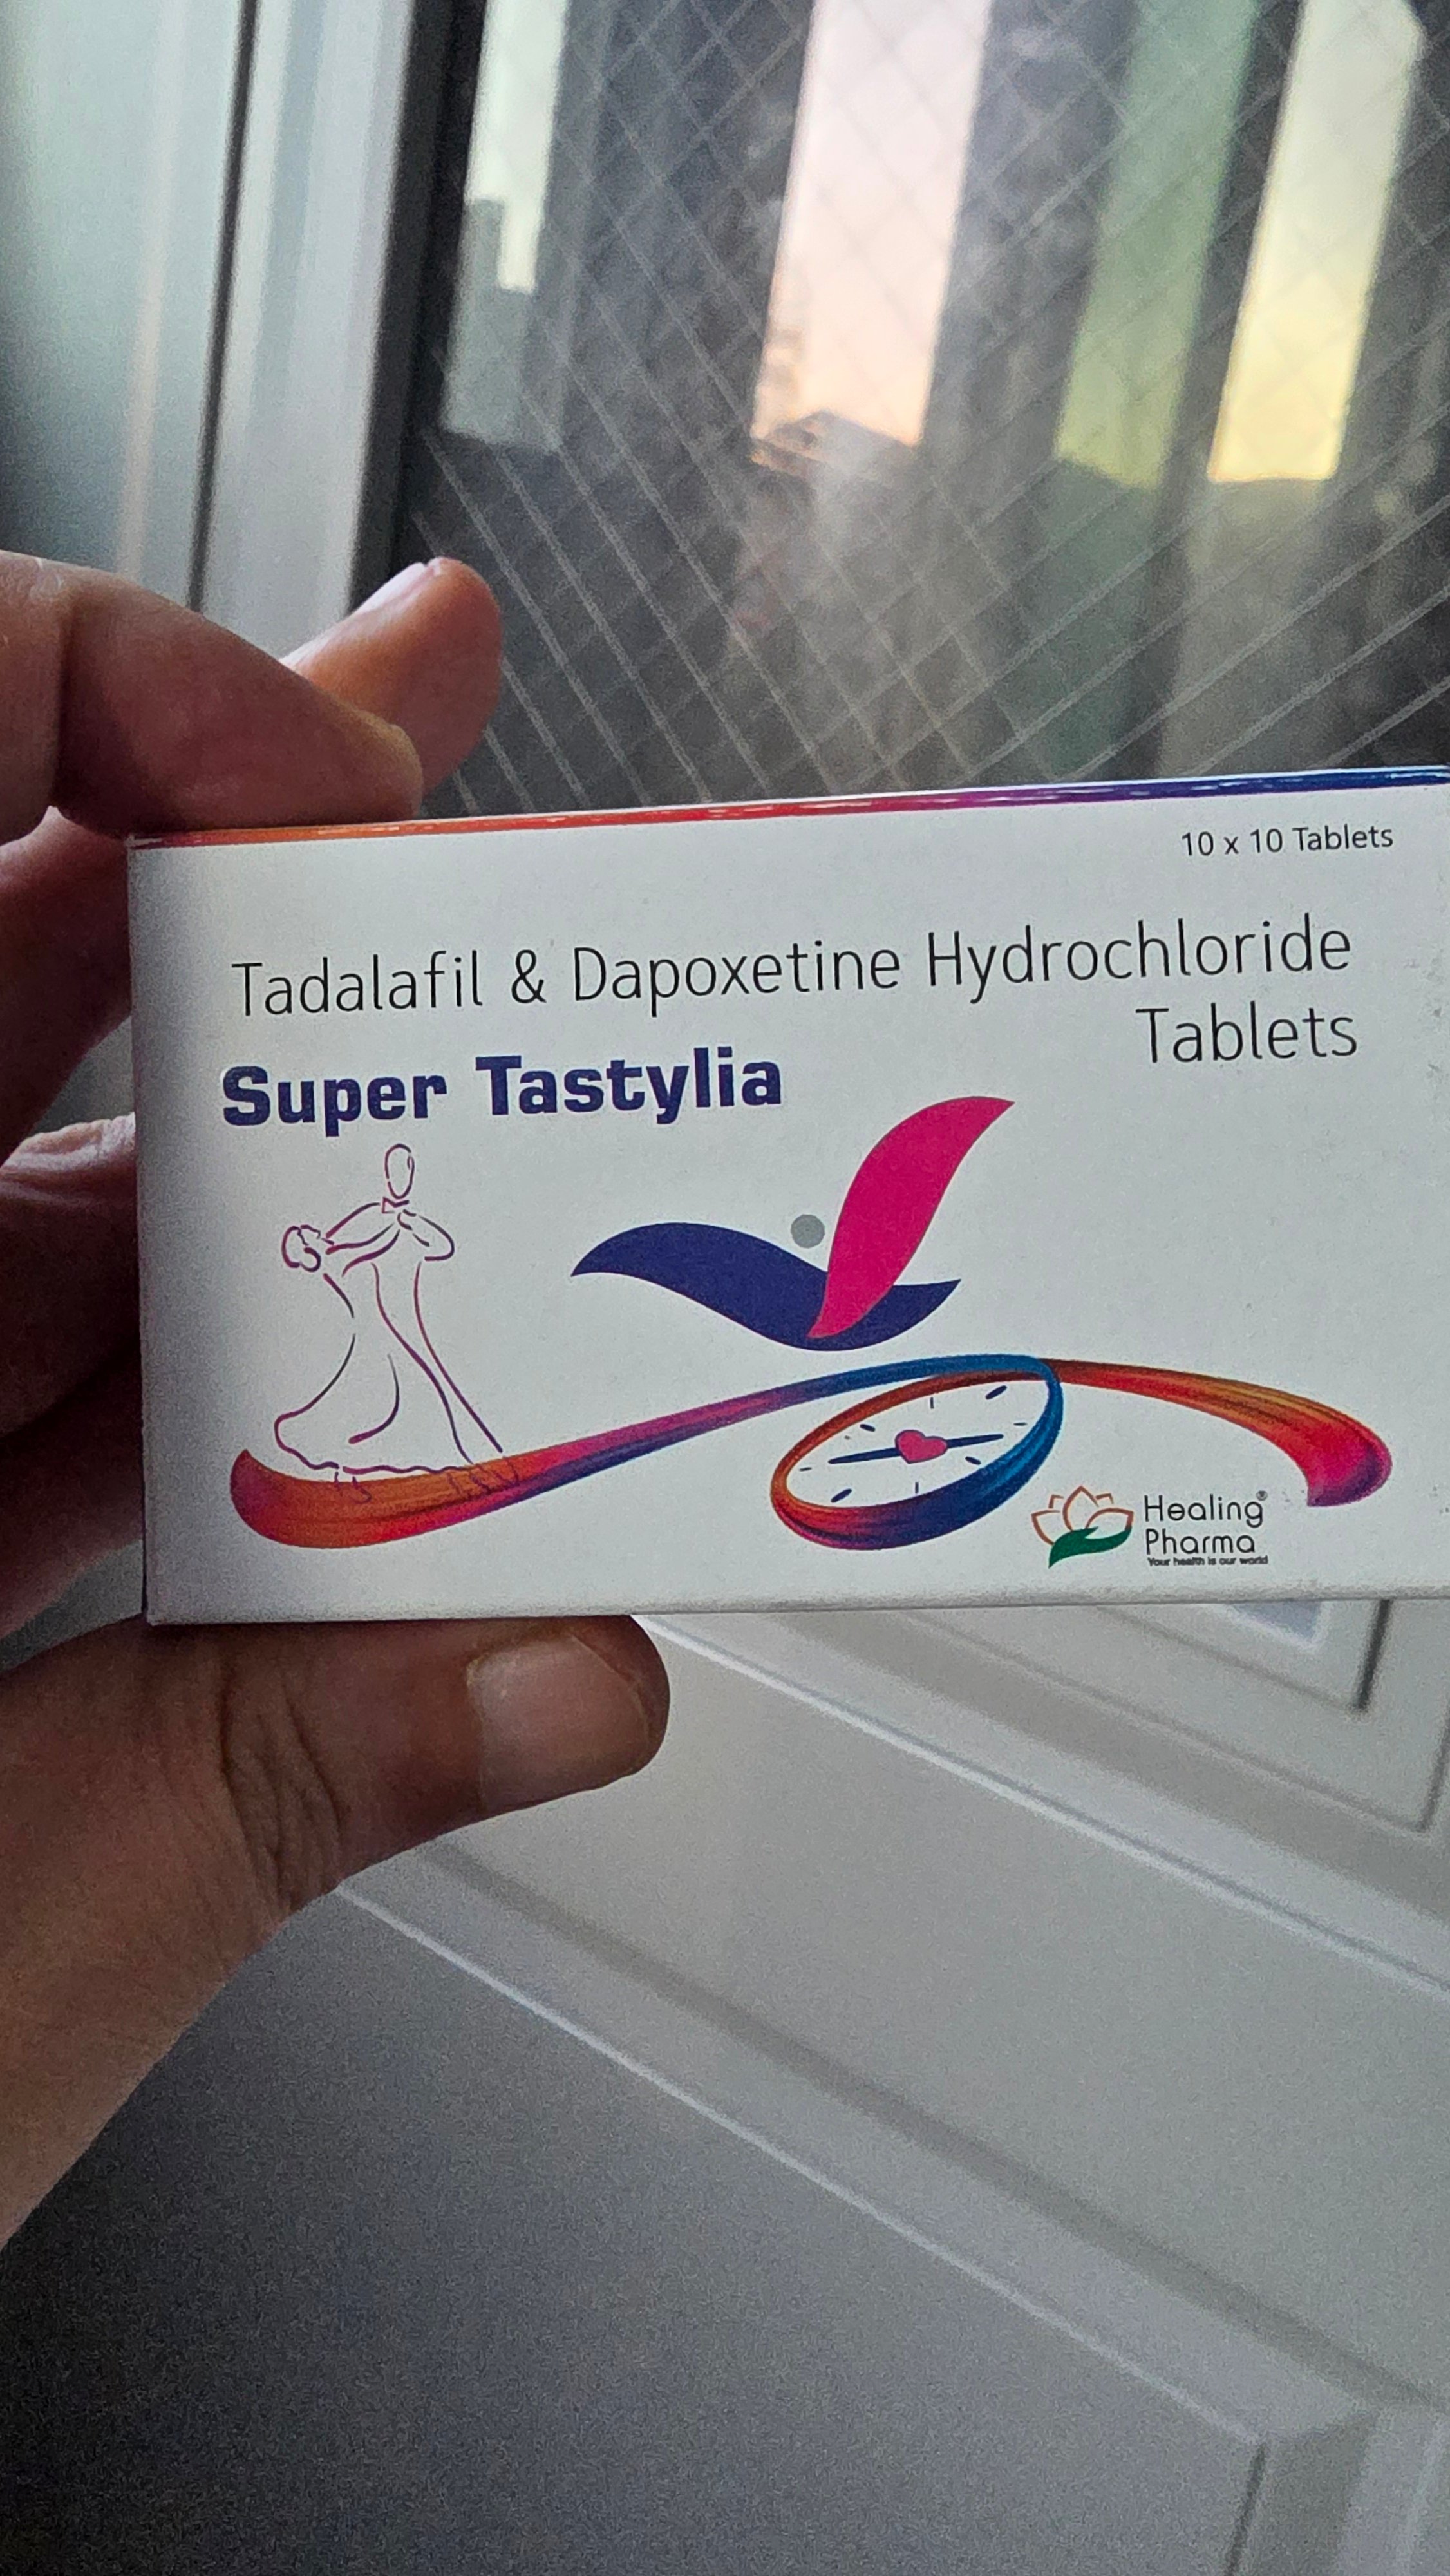 10 x 10 Tablets
Tadalafil & Dapoxetine Hydrochloride
Tablets
Super Tastylia
Healing®
Pharma
Your health is our world